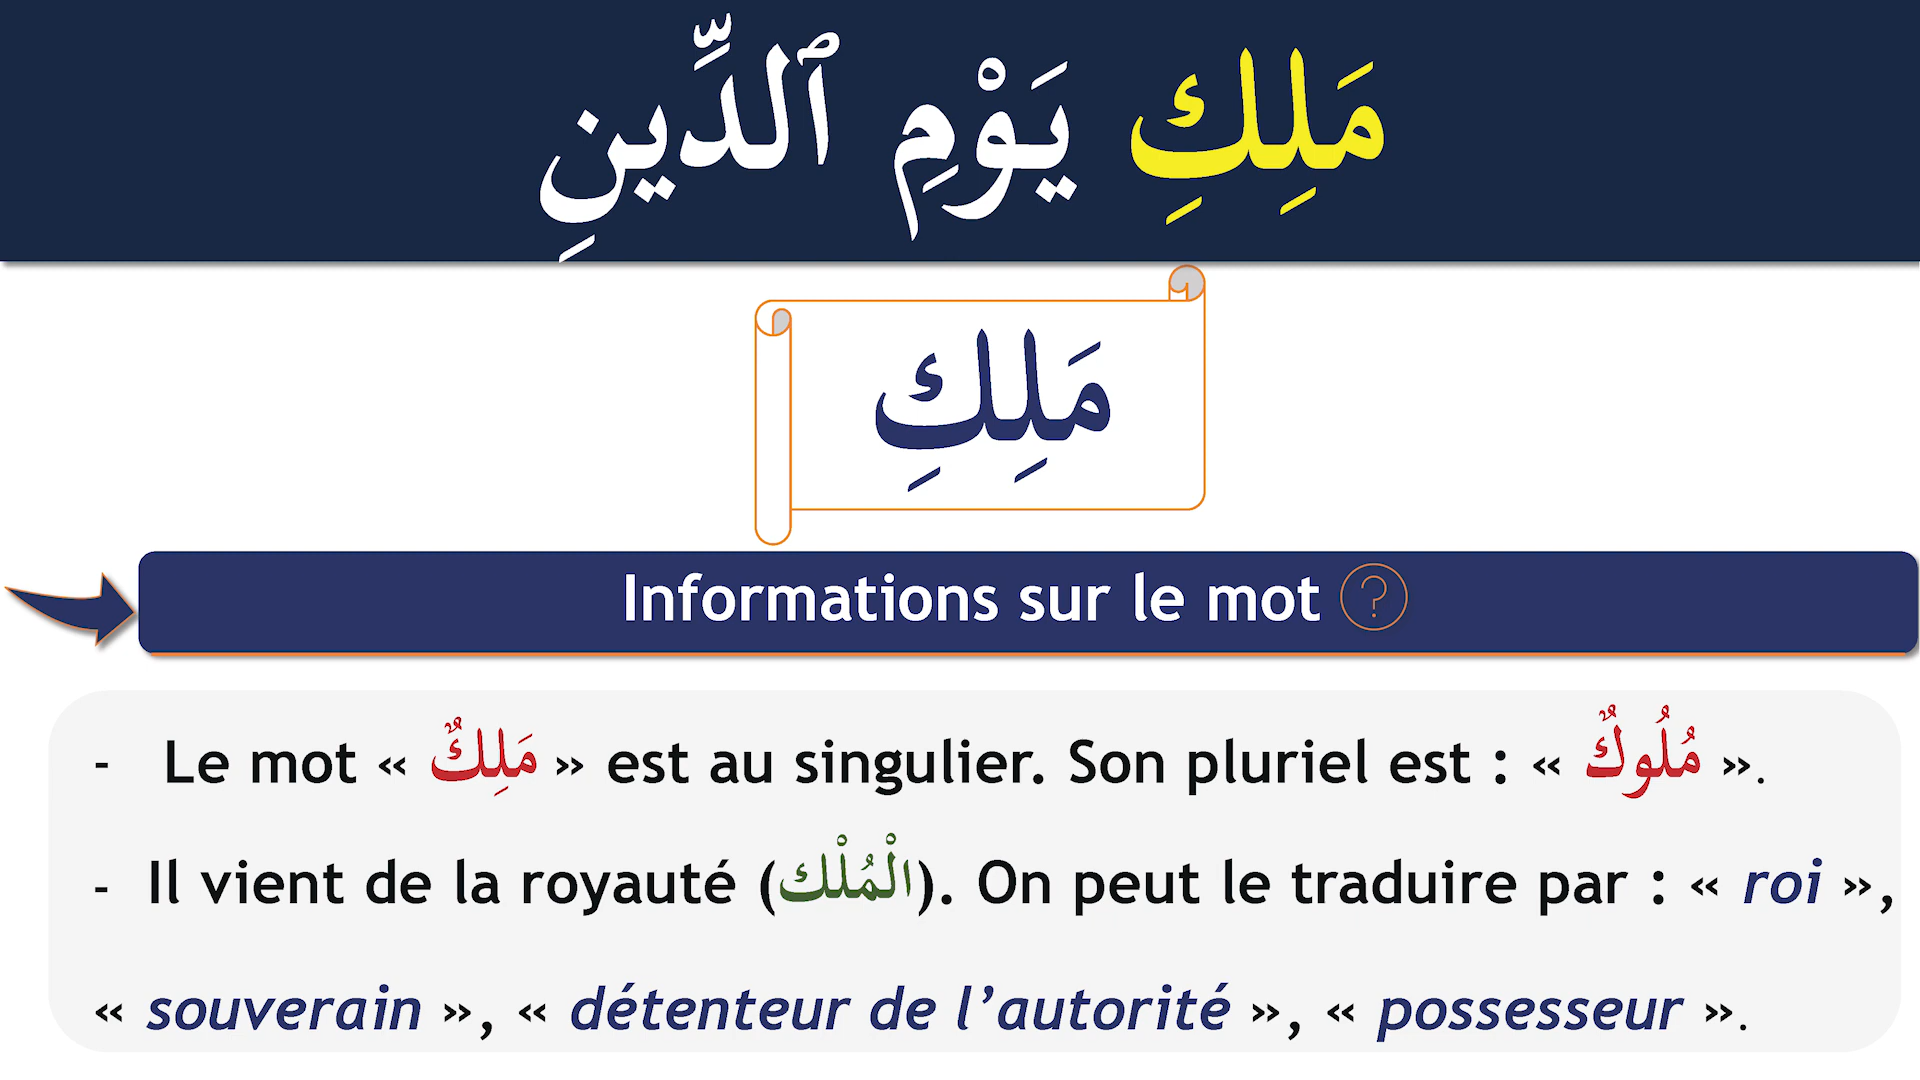 مَلِكِ يَوْمِ ٱلدِّينِ
مَلِكِ
Informations sur le mot ?
- Le mot « مَلِكٌ » est au singulier. Son pluriel est : « مُلُوكٌ ».
- Il vient de la royauté (الْمُلْك). On peut le traduire par : « roi »,
« souverain », « détenteur de l’autorité », « possesseur ».